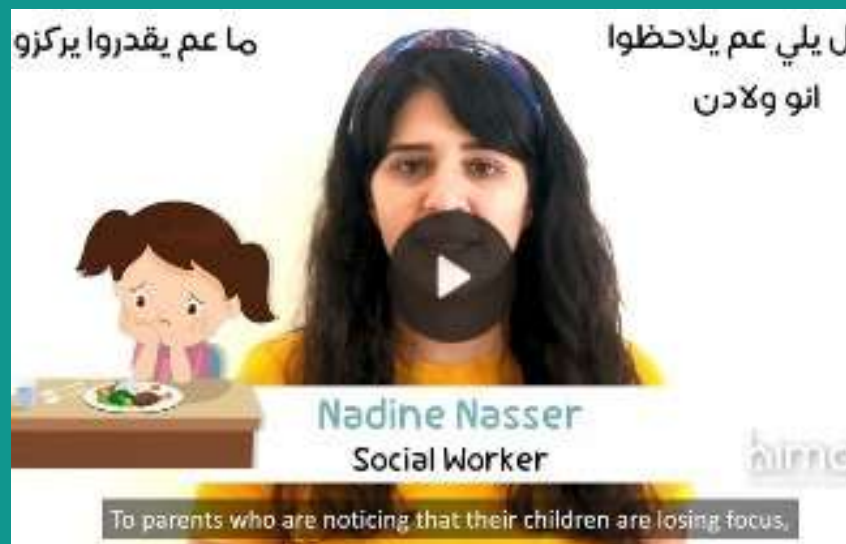 يلي عم يلاحظوا
انو ولادن
ما عم يقدروا يركزو
Nadine Nasser
Social Worker
To parents who are noticing that their children are losing focus,